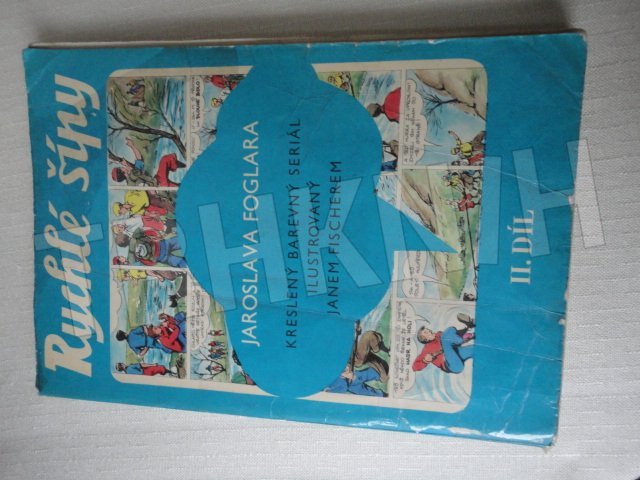 Rychlé šípy
JAROSLAVA FOGLARA
KRESLENÝ BAREVNÝ SERIÁL
ILUSTROVANÝ
JANEM FISCHEREM
II. DÍL